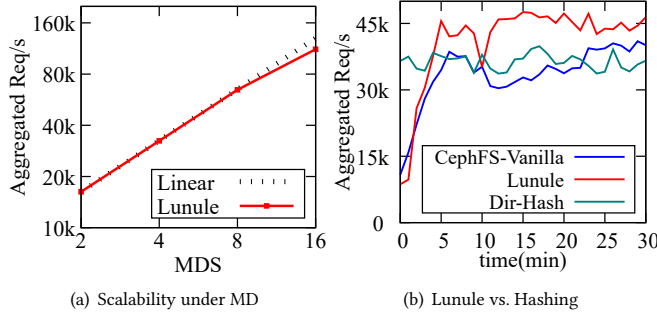 Aggregated Req/s
160k
80k
40k
20k
10k
2
4
8
16
MDS
Linear
Lunule
(a) Scalability under MD
Aggregated Req/s
45k
30k
15k
0
0
5
10
15
20
25
30
time(min)
CephFS-Vanilla
Lunule
Dir-Hash
(b) Lunule vs. Hashing